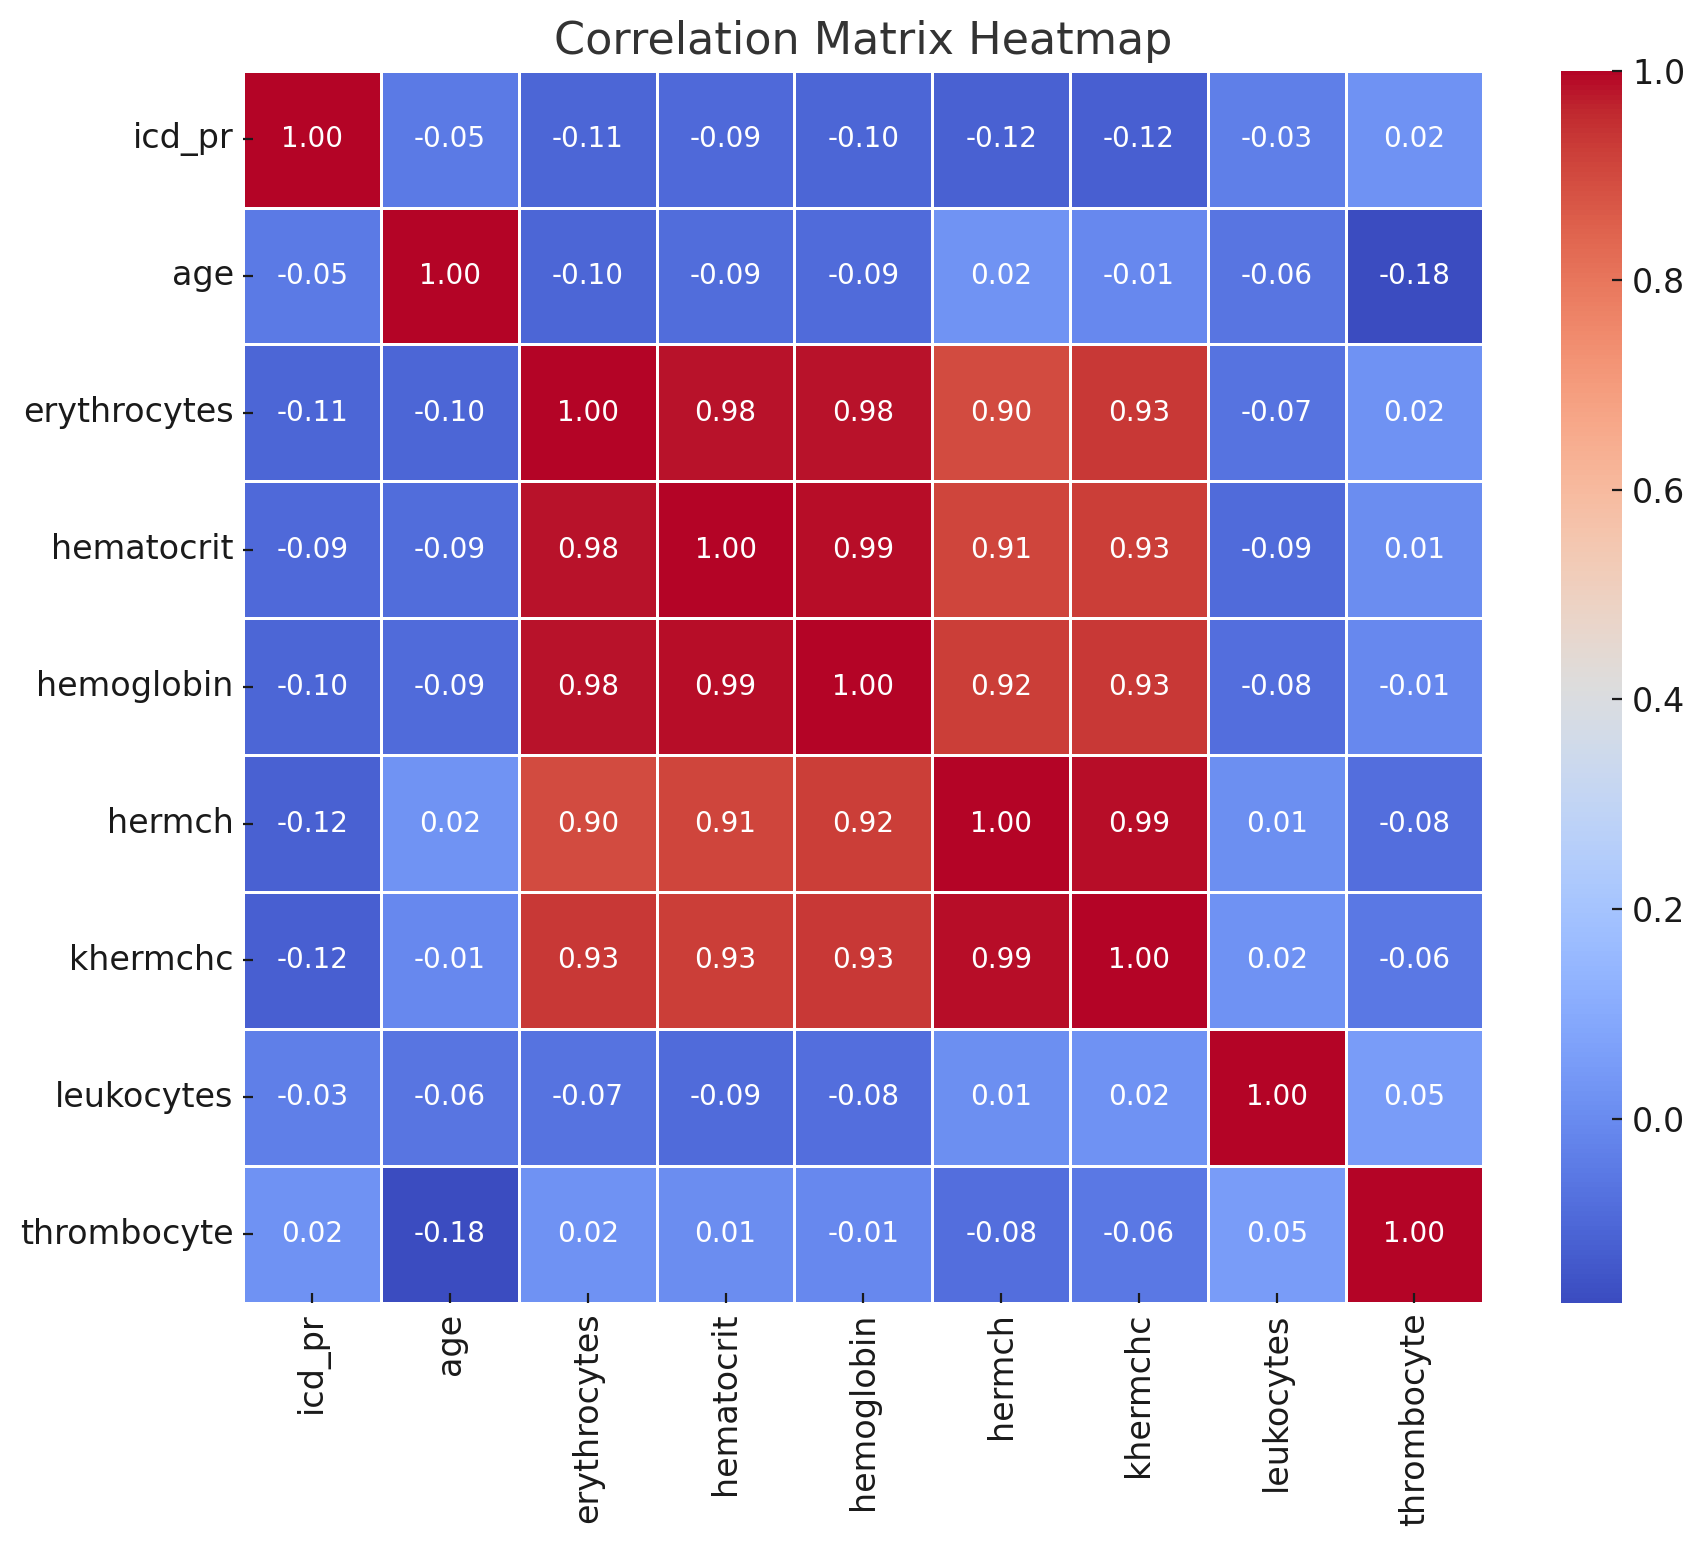 Correlation Matrix Heatmap
icd_pr 1.00 -0.05 -0.11 -0.09 -0.10 -0.12 -0.12 -0.03 0.02
age -0.05 1.00 -0.10 -0.09 -0.09 0.02 -0.01 -0.06 -0.18
erythrocytes -0.11 -0.10 1.00 0.98 0.98 0.90 0.93 -0.07 0.02
hematocrit -0.09 -0.09 0.98 1.00 0.99 0.91 0.93 -0.09 0.01
hemoglobin -0.10 -0.09 0.98 0.99 1.00 0.92 0.93 -0.08 -0.01
hermch -0.12 0.02 0.90 0.91 0.92 1.00 0.99 0.01 -0.08
khermchc -0.12 -0.01 0.93 0.93 0.93 0.99 1.00 0.02 -0.06
leukocytes -0.03 -0.06 -0.07 -0.09 -0.08 0.01 0.02 1.00 0.05
thrombocyte 0.02 -0.18 0.02 0.01 -0.01 -0.08 -0.06 0.05 1.00
icd_pr age erythrocytes hematocrit hemoglobin hermch khermchc leukocytes thrombocyte
1.0
0.8
0.6
0.4
0.2
0.0